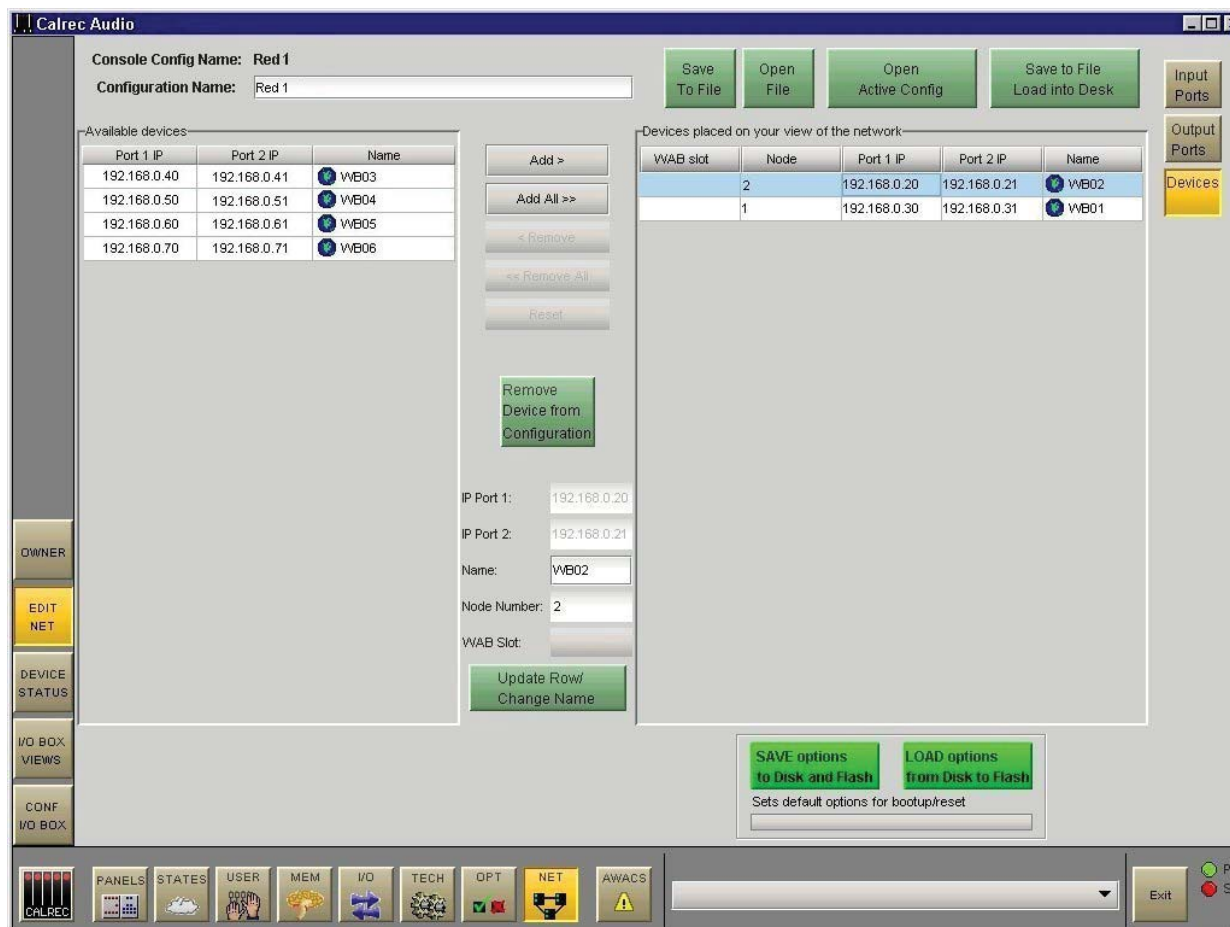 Calrec Audio
Console Config Name: Red 1
Configuration Name: Red 1
Save To File
Open File
Open Active Config
Save to File Load into Desk
Input Ports
Output Ports
Devices
Available devices
Port 1 IP Port 2 IP Name
192.168.0.40 192.168.0.41 WB03
192.168.0.50 192.168.0.51 WB04
192.168.0.60 192.168.0.61 WB05
192.168.0.70 192.168.0.71 WB06
Add >
Add All >>
< Remove
<< Remove All
Reset
Remove
Device from
Configuration
IP Port 1: 192.168.0.20
IP Port 2: 192.168.0.21
Name: WB02
Node Number: 2
WAB Slot:
Update Row/
Change Name
Devices placed on your view of the network
WAB slot Node Port 1 IP Port 2 IP Name
2 192.168.0.20 192.168.0.21 WB02
1 192.168.0.30 192.168.0.31 WB01
SAVE options
to Disk and Flash
LOAD options
from Disk to Flash
Sets default options for bootup/reset
OWNER
EDIT
NET
DEVICE
STATUS
I/O BOX
VIEWS
CONF
I/O BOX
CALREC
PANELS
STATES
USER
MEM
I/O
TECH
OPT
NET
AWACS
Exit
P
S